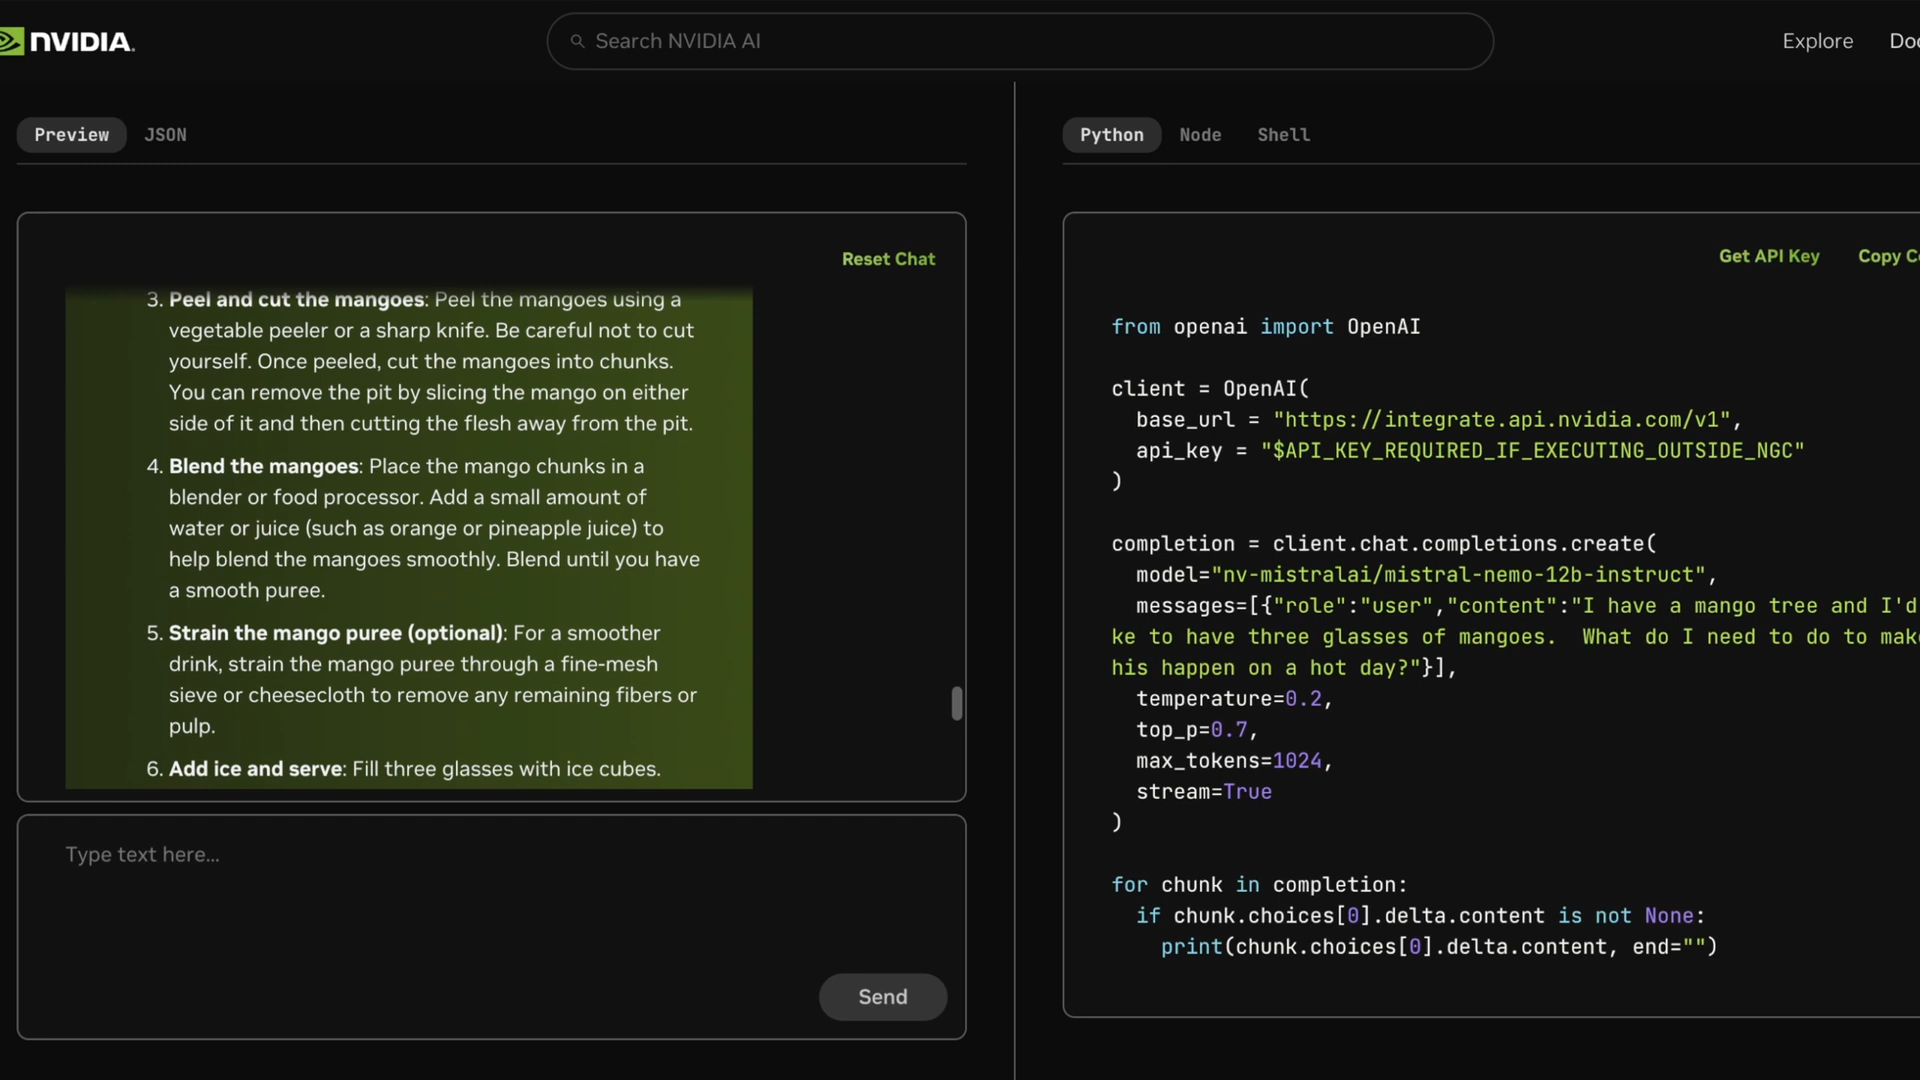 NVIDIA.
Search NVIDIA AI
Explore
Preview
JSON
Python
Node
Shell
Reset Chat
3. Peel and cut the mangoes: Peel the mangoes using a
vegetable peeler or a sharp knife. Be careful not to cut
yourself. Once peeled, cut the mangoes into chunks.
You can remove the pit by slicing the mango on either
side of it and then cutting the flesh away from the pit.
4. Blend the mangoes: Place the mango chunks in a
blender or food processor. Add a small amount of
water or juice (such as orange or pineapple juice) to
help blend the mangoes smoothly. Blend until you have
a smooth puree.
5. Strain the mango puree (optional): For a smoother
drink, strain the mango puree through a fine-mesh
sieve or cheesecloth to remove any remaining fibers or
pulp.
6. Add ice and serve: Fill three glasses with ice cubes.
Type text here...
Send
Get API Key
Copy
from openai import OpenAI
client = OpenAI(
base_url = "https://integrate.api.nvidia.com/v1",
api_key = "$API_KEY_REQUIRED_IF_EXECUTING_OUTSIDE_NGC"
)
completion = client.chat.completions.create(
model="nv-mistralai/mistral-nemo-12b-instruct",
messages=[{"role":"user","content":"I have a mango tree and I'd
ke to have three glasses of mangoes.  What do I need to do to make
his happen on a hot day?"}],
temperature=0.2,
top_p=0.7,
max_tokens=1024,
stream=True
)
for chunk in completion:
if chunk.choices[0].delta.content is not None:
print(chunk.choices[0].delta.content, end="")